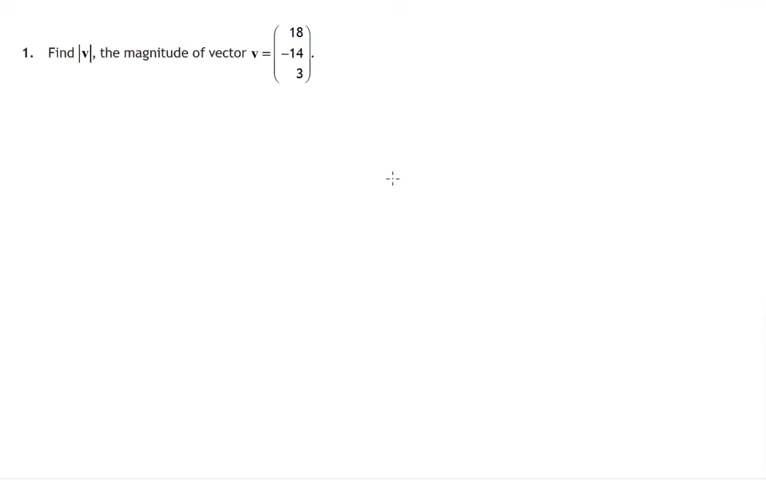 18
1. Find |v|, the magnitude of vector v = −14 .
3